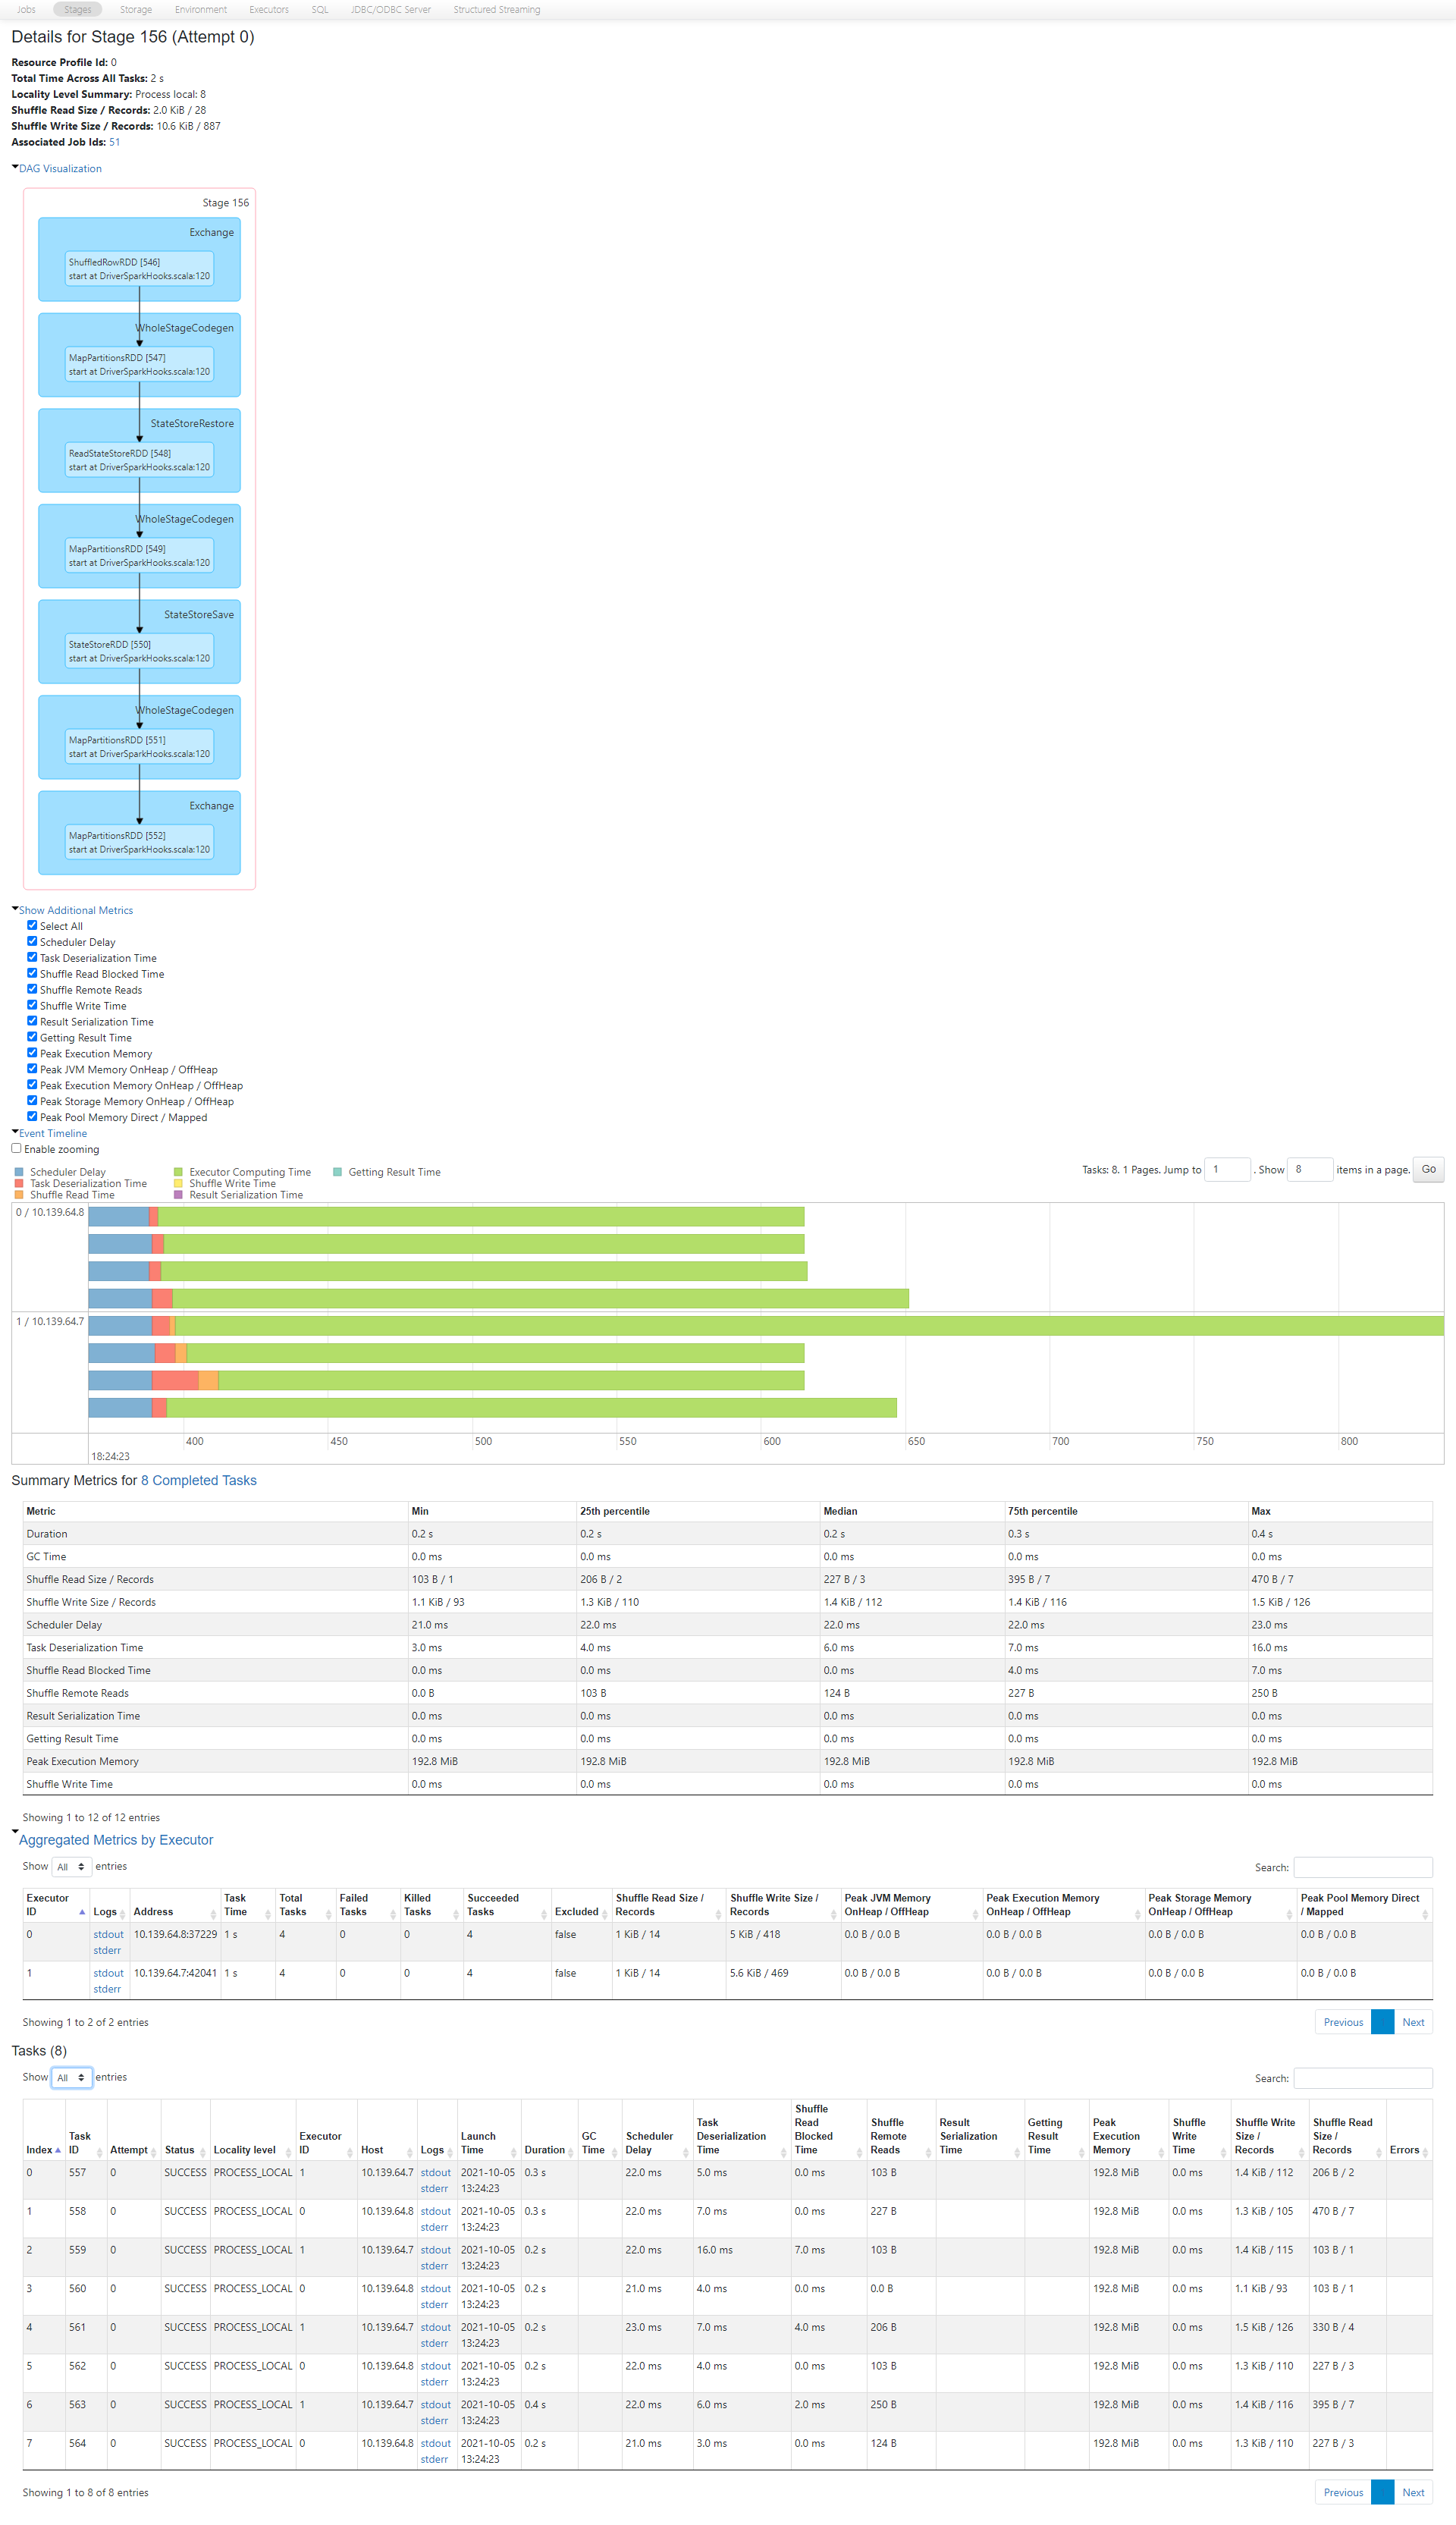 Jobs Stages Storage Environment Executors SQL JDBC/ODBC Server Structured Streaming
Details for Stage 156 (Attempt 0)
Resource Profile Id: 0
Total Time Across All Tasks: 2 s
Locality Level Summary: Process local: 8
Shuffle Read Size / Records: 2.0 KiB / 28
Shuffle Write Size / Records: 10.6 KiB / 887
Associated Job Ids: 51
DAG Visualization
Stage 156
Exchange
ShuffledRowRDD [546]
start at DriverSparkHooks.scala:120
WholeStageCodegen
MapPartitionsRDD [547]
start at DriverSparkHooks.scala:120
StateStoreRestore
ReadStateStoreRDD [548]
start at DriverSparkHooks.scala:120
WholeStageCodegen
MapPartitionsRDD [549]
start at DriverSparkHooks.scala:120
StateStoreSave
StateStoreRDD [550]
start at DriverSparkHooks.scala:120
WholeStageCodegen
MapPartitionsRDD [551]
start at DriverSparkHooks.scala:120
Exchange
MapPartitionsRDD [552]
start at DriverSparkHooks.scala:120
Show Additional Metrics
Select All
Scheduler Delay
Task Deserialization Time
Shuffle Read Blocked Time
Shuffle Remote Reads
Shuffle Write Time
Result Serialization Time
Getting Result Time
Peak Execution Memory
Peak JVM Memory OnHeap / OffHeap
Peak Execution Memory OnHeap / OffHeap
Peak Storage Memory OnHeap / OffHeap
Peak Pool Memory Direct / Mapped
Event Timeline
Enable zooming
Tasks: 8. 1 Pages. Jump to 1 . Show 8 items in a page. Go
Scheduler Delay Executor Computing Time Getting Result Time
Task Deserialization Time Shuffle Write Time
Shuffle Read Time Result Serialization Time
0 / 10.139.64.8
1 / 10.139.64.7
400 450 500 550 600 650 700 750 800
18:24:23
Summary Metrics for 8 Completed Tasks
Metric Min 25th percentile Median 75th percentile Max
Duration 0.2 s 0.2 s 0.2 s 0.3 s 0.4 s
GC Time 0.0 ms 0.0 ms 0.0 ms 0.0 ms 0.0 ms
Shuffle Read Size / Records 103 B / 1 206 B / 2 227 B / 3 395 B / 7 470 B / 7
Shuffle Write Size / Records 1.1 KiB / 93 1.3 KiB / 110 1.4 KiB / 112 1.4 KiB / 116 1.5 KiB / 126
Scheduler Delay 21.0 ms 22.0 ms 22.0 ms 22.0 ms 23.0 ms
Task Deserialization Time 3.0 ms 4.0 ms 6.0 ms 7.0 ms 16.0 ms
Shuffle Read Blocked Time 0.0 ms 0.0 ms 0.0 ms 4.0 ms 7.0 ms
Shuffle Remote Reads 0.0 B 103 B 124 B 227 B 250 B
Result Serialization Time 0.0 ms 0.0 ms 0.0 ms 0.0 ms 0.0 ms
Getting Result Time 0.0 ms 0.0 ms 0.0 ms 0.0 ms 0.0 ms
Peak Execution Memory 192.8 MiB 192.8 MiB 192.8 MiB 192.8 MiB 192.8 MiB
Shuffle Write Time 0.0 ms 0.0 ms 0.0 ms 0.0 ms 0.0 ms
Showing 1 to 12 of 12 entries
Aggregated Metrics by Executor
Show All entries Search:
Executor ID Logs Address Task Time Total Tasks Failed Tasks Killed Tasks Succeeded Tasks Excluded Shuffle Read Size / Records Shuffle Write Size / Records Peak JVM Memory OnHeap / OffHeap Peak Execution Memory OnHeap / OffHeap Peak Storage Memory OnHeap / OffHeap Peak Pool Memory Direct / Mapped
0 stdout stderr 10.139.64.8:37229 1 s 4 0 0 4 false 1 KiB / 14 5 KiB / 418 0.0 B / 0.0 B 0.0 B / 0.0 B 0.0 B / 0.0 B 0.0 B / 0.0 B
1 stdout stderr 10.139.64.7:42041 1 s 4 0 0 4 false 1 KiB / 14 5.6 KiB / 469 0.0 B / 0.0 B 0.0 B / 0.0 B 0.0 B / 0.0 B 0.0 B / 0.0 B
Showing 1 to 2 of 2 entries Previous Next
Tasks (8)
Show All entries Search:
Index Task ID Attempt Status Locality level Executor ID Host Logs Launch Time Duration GC Time Scheduler Delay Task Deserialization Time Shuffle Read Blocked Time Shuffle Remote Reads Result Serialization Time Getting Result Time Peak Execution Memory Shuffle Write Time Shuffle Write Size / Records Shuffle Read Size / Records Errors
0 557 0 SUCCESS PROCESS_LOCAL 1 10.139.64.7 stdout stderr 2021-10-05 13:24:23 0.3 s 22.0 ms 5.0 ms 0.0 ms 103 B 192.8 MiB 0.0 ms 1.4 KiB / 112 206 B / 2
1 558 0 SUCCESS PROCESS_LOCAL 0 10.139.64.8 stdout stderr 2021-10-05 13:24:23 0.3 s 22.0 ms 7.0 ms 0.0 ms 227 B 192.8 MiB 0.0 ms 1.3 KiB / 105 470 B / 7
2 559 0 SUCCESS PROCESS_LOCAL 1 10.139.64.7 stdout stderr 2021-10-05 13:24:23 0.2 s 22.0 ms 16.0 ms 7.0 ms 103 B 192.8 MiB 0.0 ms 1.4 KiB / 115 103 B / 1
3 560 0 SUCCESS PROCESS_LOCAL 0 10.139.64.8 stdout stderr 2021-10-05 13:24:23 0.2 s 21.0 ms 4.0 ms 0.0 ms 0.0 B 192.8 MiB 0.0 ms 1.1 KiB / 93 103 B / 1
4 561 0 SUCCESS PROCESS_LOCAL 1 10.139.64.7 stdout stderr 2021-10-05 13:24:23 0.2 s 23.0 ms 7.0 ms 4.0 ms 206 B 192.8 MiB 0.0 ms 1.5 KiB / 126 330 B / 4
5 562 0 SUCCESS PROCESS_LOCAL 0 10.139.64.8 stdout stderr 2021-10-05 13:24:23 0.2 s 22.0 ms 4.0 ms 0.0 ms 103 B 192.8 MiB 0.0 ms 1.3 KiB / 110 227 B / 3
6 563 0 SUCCESS PROCESS_LOCAL 1 10.139.64.7 stdout stderr 2021-10-05 13:24:23 0.4 s 22.0 ms 6.0 ms 2.0 ms 250 B 192.8 MiB 0.0 ms 1.4 KiB / 116 395 B / 7
7 564 0 SUCCESS PROCESS_LOCAL 0 10.139.64.8 stdout stderr 2021-10-05 13:24:23 0.2 s 21.0 ms 3.0 ms 0.0 ms 124 B 192.8 MiB 0.0 ms 1.3 KiB / 110 227 B / 3
Showing 1 to 8 of 8 entries Previous Next